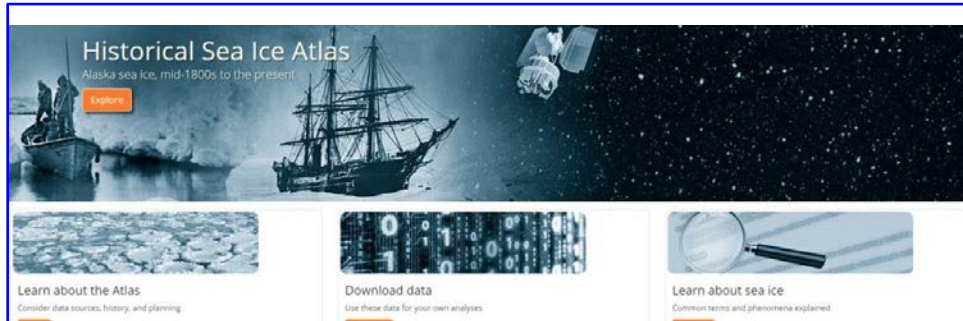 Historical Sea Ice Atlas
Alaska sea ice, mid-1800s to the present
Explore
Learn about the Atlas
Consider data sources, history, and planning
Download data
Use these data for your own analyses
Learn about sea ice
Common terms and phenomena explained